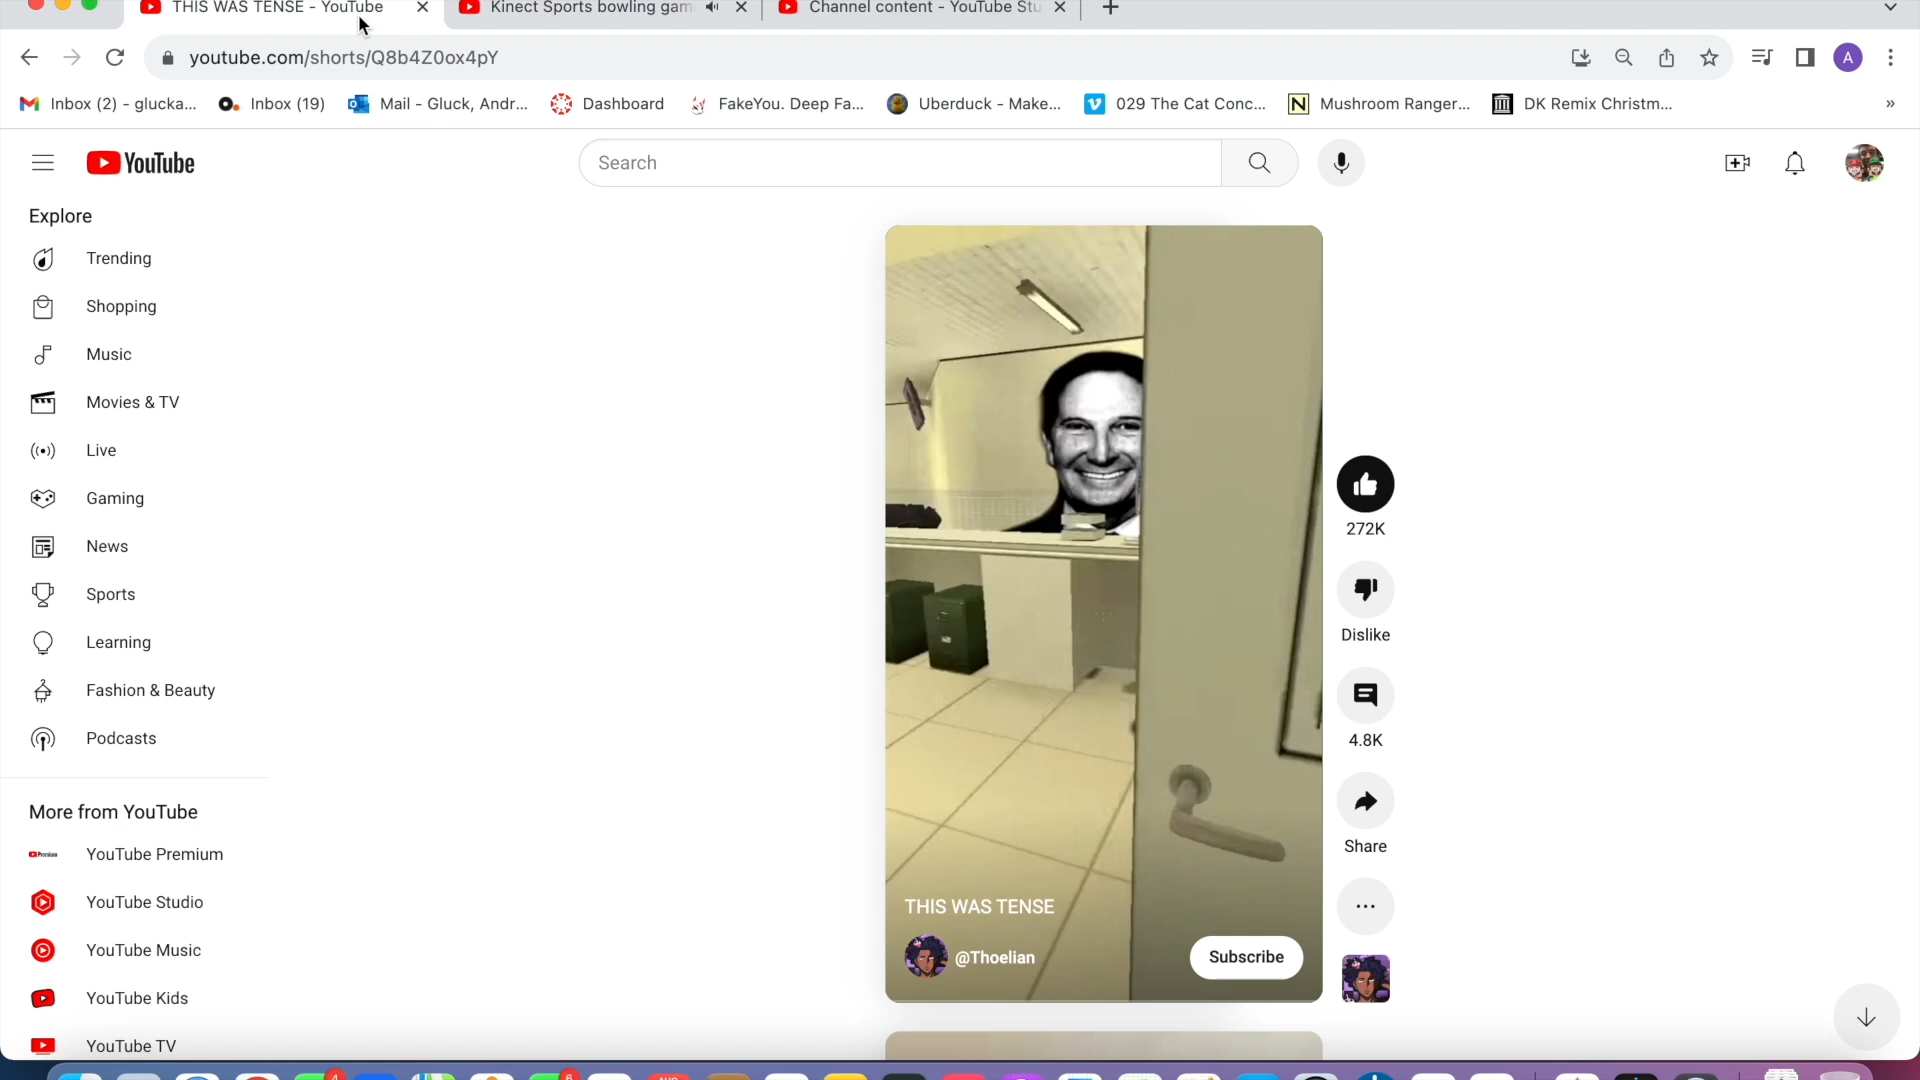 THIS WAS TENSE - YouTube
Kinect Sports bowling gam
Channel content - YouTube Stu
youtube.com/shorts/Q8b4Z0ox4pY
A
Inbox (2) - glucka...
Inbox (19)
Mail - Gluck, Andr...
Dashboard
FakeYou. Deep Fa...
Uberduck - Make...
029 The Cat Conc...
Mushroom Ranger...
DK Remix Christm...
»
YouTube
Search
Explore
Trending
Shopping
Music
Movies & TV
Live
Gaming
News
Sports
Learning
Fashion & Beauty
Podcasts
More from YouTube
Premium
YouTube Premium
YouTube Studio
YouTube Music
YouTube Kids
YouTube TV
272K
Dislike
4.8K
Share
THIS WAS TENSE
@Thoelian
Subscribe